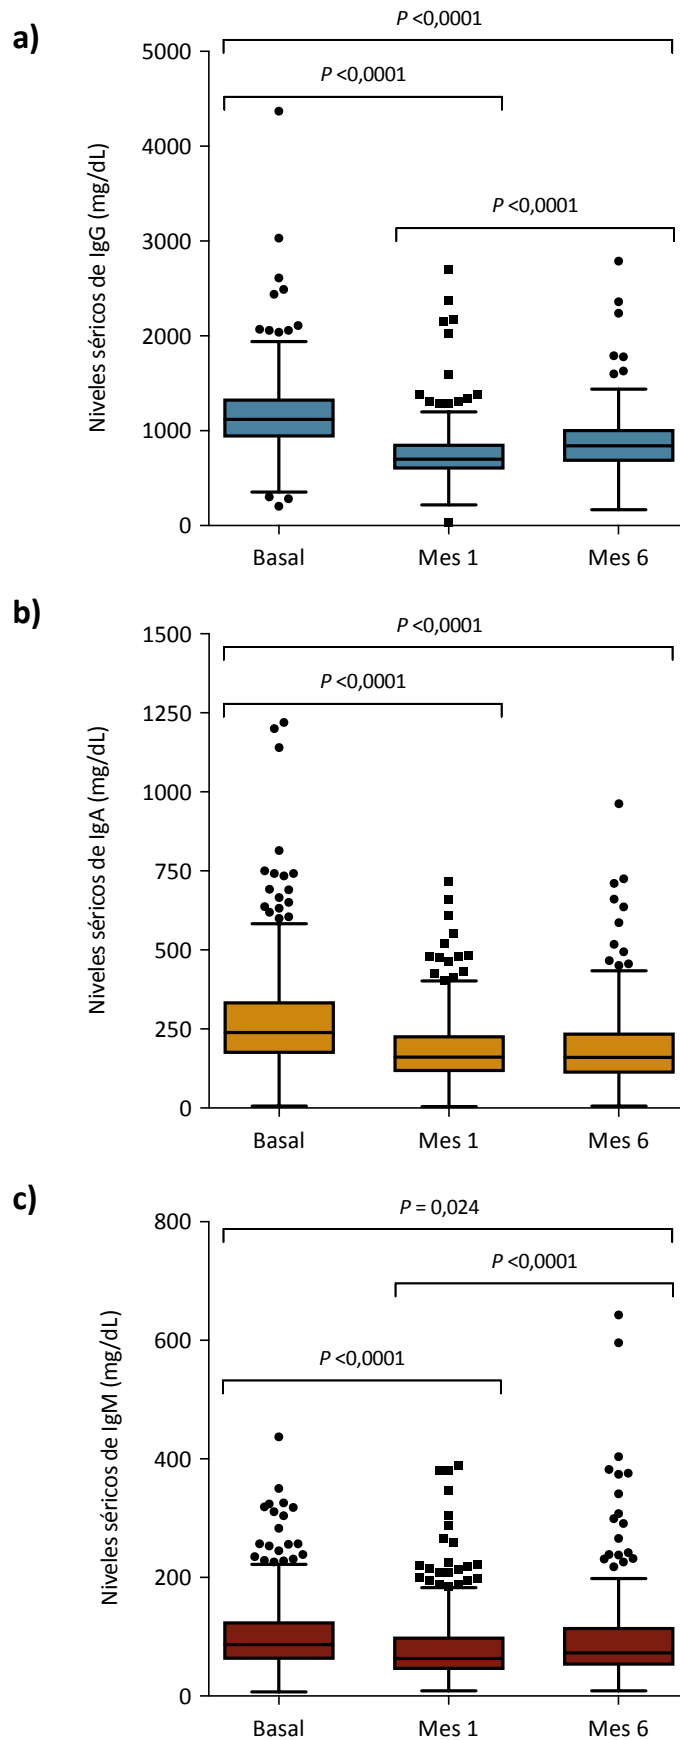 a)
P <0,0001
P <0,0001
P <0,0001
Niveles séricos de IgG (mg/dL)
5000
4000
3000
2000
1000
0
Basal Mes 1 Mes 6
b)
P <0,0001
P <0,0001
Niveles séricos de IgA (mg/dL)
1500
1250
1000
750
500
250
0
Basal Mes 1 Mes 6
c)
P = 0,024
P <0,0001
P <0,0001
Niveles séricos de IgM (mg/dL)
800
600
400
200
0
Basal Mes 1 Mes 6